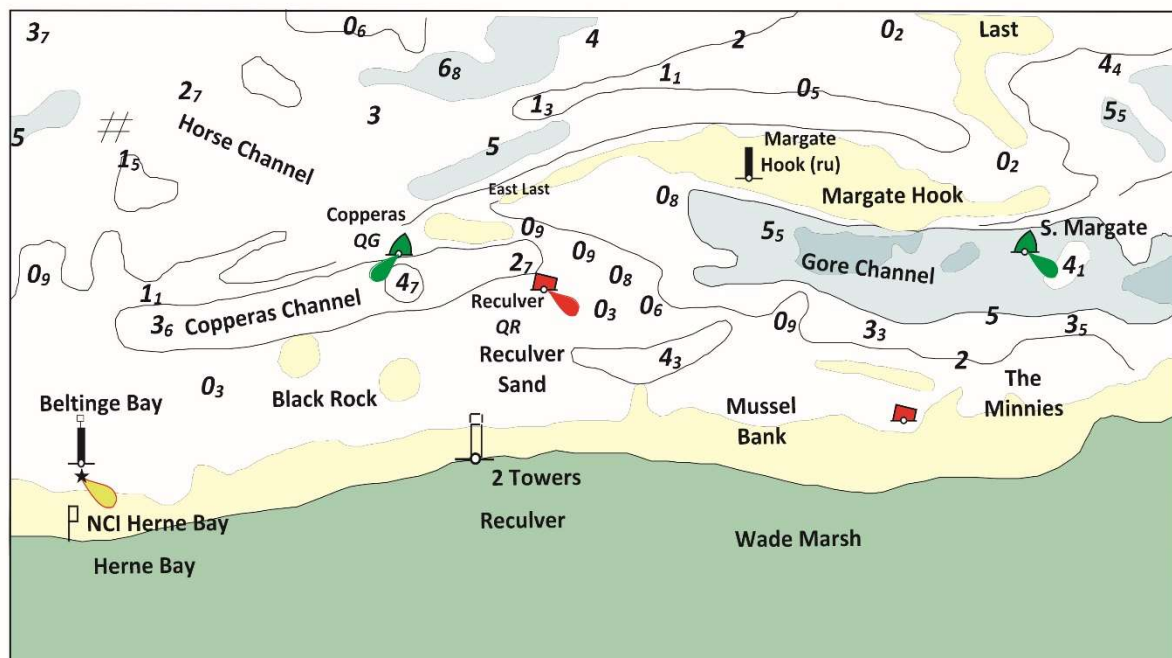 3₇
0₆
4
2
0₂
Last
6₈
1₁
4₄
2₇
Horse Channel
3
1₃
0₅
5₅
5
1₅
5
Margate
Hook (ru)
0₂
East Last
0₈
Margate Hook
Copperas
QG
0₉
5₅
S. Margate
0₉
0₉
2₇
0₈
Gore Channel
4₁
4₇
1₁
Copperas Channel
Reculver
QR
0₃
0₆
3₆
0₉
3₃
5
3₅
Reculver
Sand
4₃
2
0₃
Black Rock
The
Minnies
Beltinge Bay
Mussel
Bank
2 Towers
Reculver
NCI Herne Bay
Herne Bay
Wade Marsh